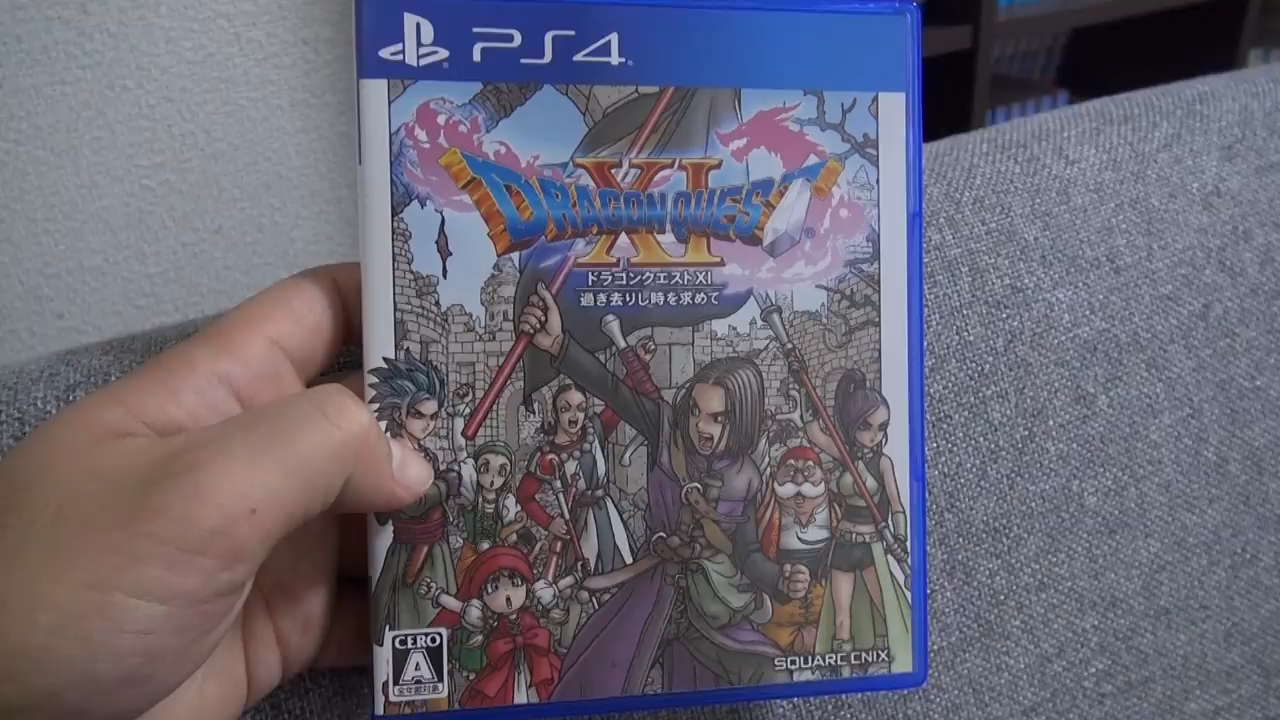 PS4
DRAGON QUEST
XI
ドラゴンクエストXI
過ぎ去りし時を求めて
CERO
A
全年齢対象
SQUARE ENIX